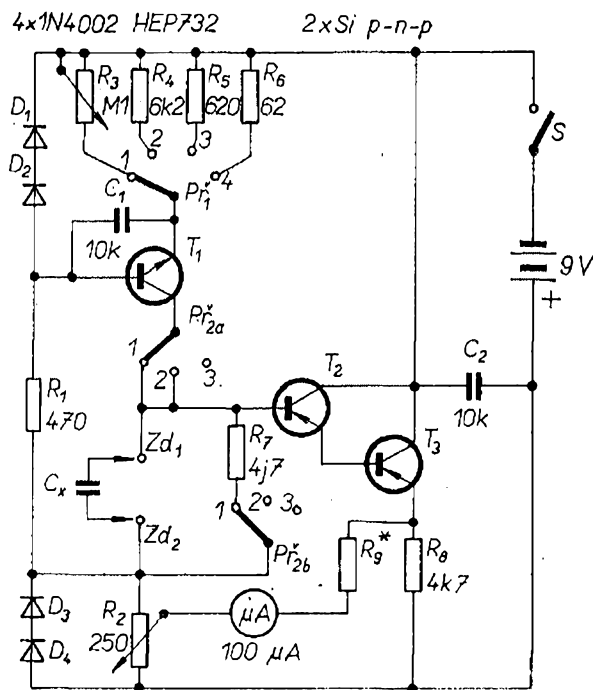 4x1N4002 HEP732 2xSi p-n-p
R3
M1
R4
6k2
R5
620
R6
62
D1
D2
1
2
3
4
Př1
C1
10k
T1
S
9V
+
Př2a
1
2
3
R1
470
Zd1
Cx
Zd2
R7
4j7
T2
T3
C2
10k
1
2
3
Př2b
R9*
R8
4k7
D3
D4
R2
250
µA
100 µA